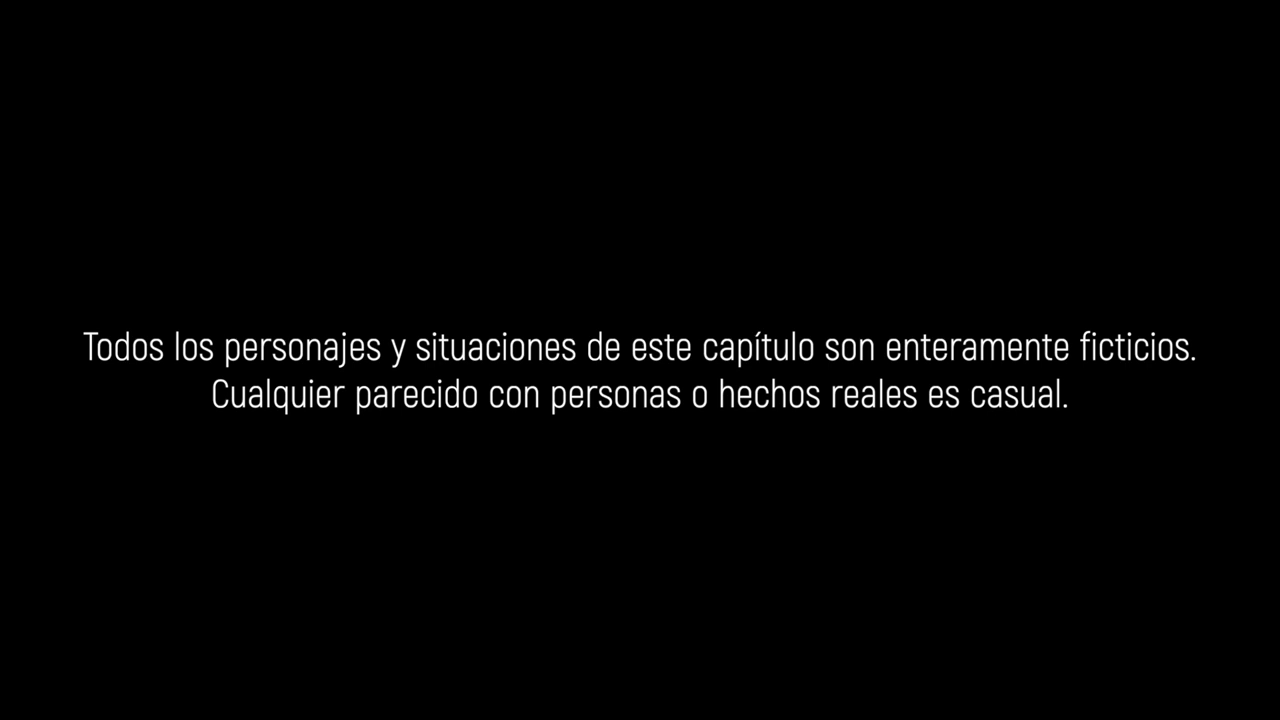 Todos los personajes y situaciones de este capítulo son enteramente ficticios.
Cualquier parecido con personas o hechos reales es casual.